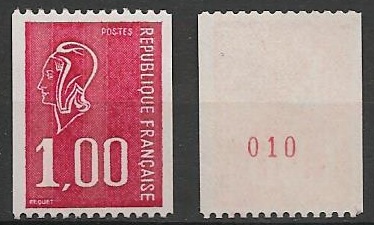 POSTES
REPUBLIQUE FRANÇAISE
1,00
BEQUET
010